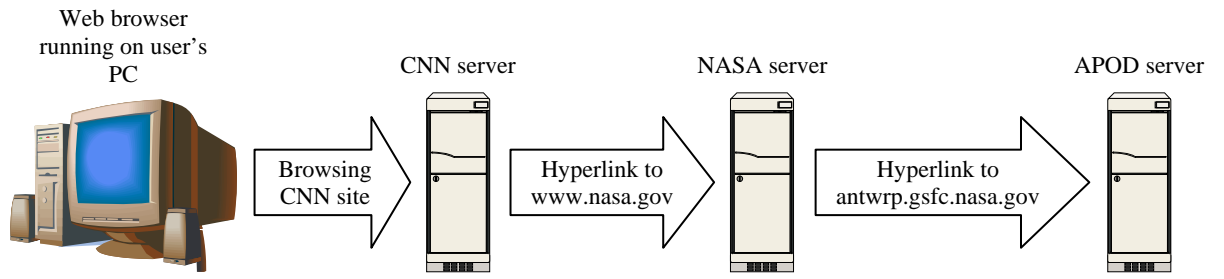 Web browser
running on user’s
PC
CNN server
NASA server
APOD server
Browsing
CNN site
Hyperlink to
www.nasa.gov
Hyperlink to
antwrp.gsfc.nasa.gov